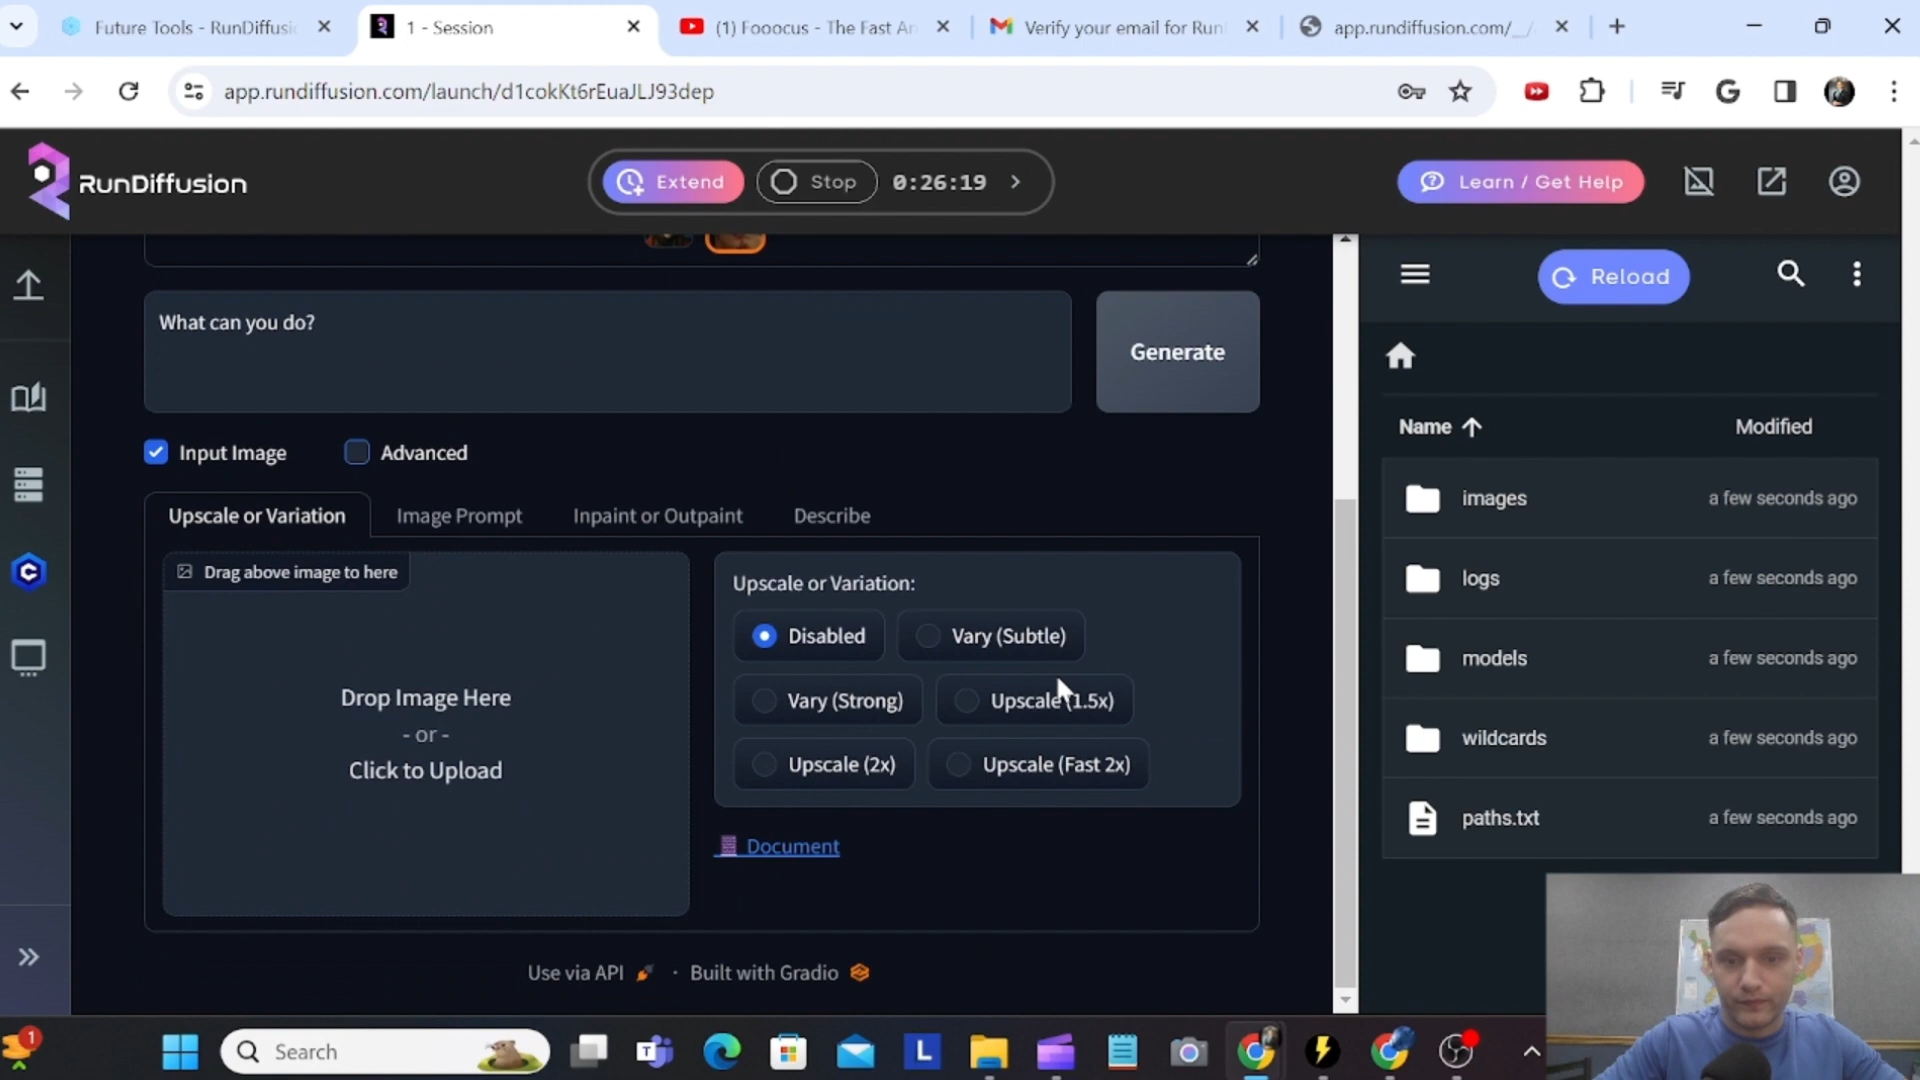 Future Tools - RunDiffusi
1 - Session
(1) Fooocus - The Fast An
Verify your email for Run
app.rundiffusion.com/__/
app.rundiffusion.com/launch/d1cokKt6rEuaJLJ93dep
RunDiffusion
Extend
Stop
0:26:19
Learn / Get Help
Reload
What can you do?
Generate
Input Image
Advanced
Name
Modified
images
a few seconds ago
logs
a few seconds ago
models
a few seconds ago
wildcards
a few seconds ago
paths.txt
a few seconds ago
Upscale or Variation
Image Prompt
Inpaint or Outpaint
Describe
Drag above image to here
Drop Image Here
- or -
Click to Upload
Upscale or Variation:
Disabled
Vary (Subtle)
Vary (Strong)
Upscale (1.5x)
Upscale (2x)
Upscale (Fast 2x)
Document
Use via API
·
Built with Gradio
1
Search